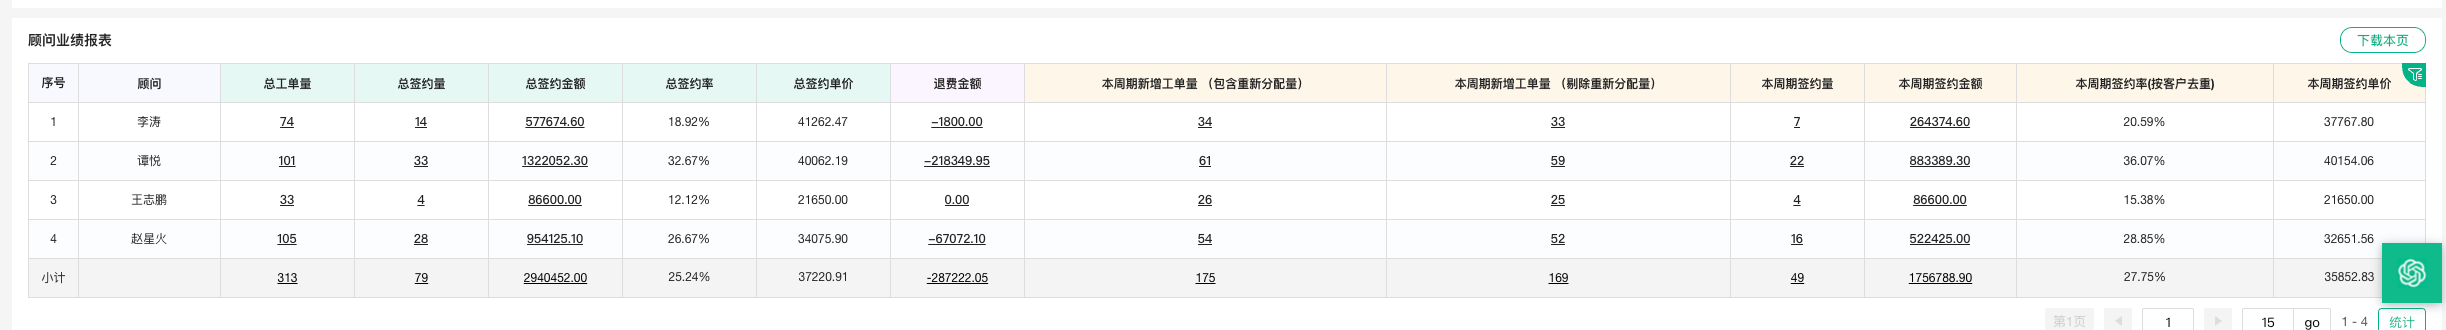 顾问业绩报表
下载本页
序号 顾问 总工单量 总签约量 总签约金额 总签约率 总签约单价 退费金额 本周期新增工单量 （包含重新分配量） 本周期新增工单量 （剔除重新分配量） 本周期签约量 本周期签约金额 本周期签约率(按客户去重) 本周期签约单价
1 李涛 74 14 577674.60 18.92% 41262.47 -1800.00 34 33 7 264374.60 20.59% 37767.80
2 谭悦 101 33 1322052.30 32.67% 40062.19 -218349.95 61 59 22 883389.30 36.07% 40154.06
3 王志鹏 33 4 86600.00 12.12% 21650.00 0.00 26 25 4 86600.00 15.38% 21650.00
4 赵星火 105 28 954125.10 26.67% 34075.90 -67072.10 54 52 16 522425.00 28.85% 32651.56
小计 313 79 2940452.00 25.24% 37220.91 -287222.05 175 169 49 1756788.90 27.75% 35852.83
第1页 1 15 go 1 - 4 统计